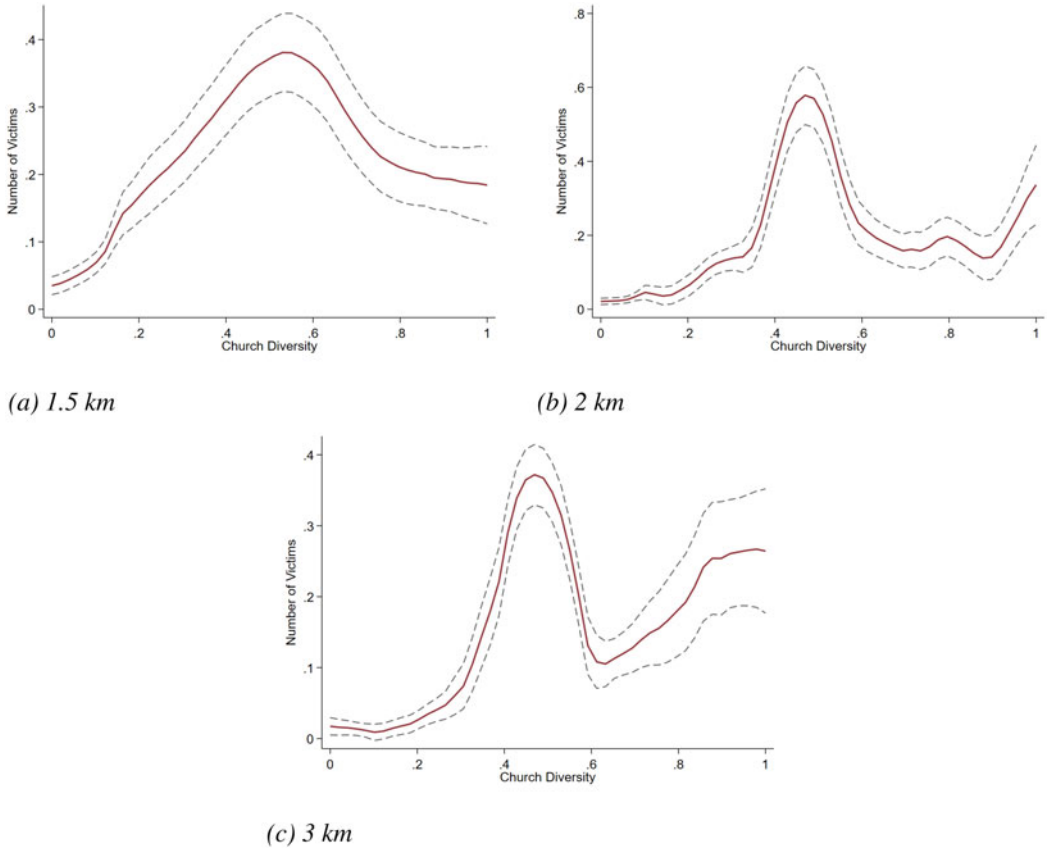 .4
.3
.2
.1
0
Number of Victims
0 .2 .4 .6 .8 1
Church Diversity
(a) 1.5 km
.8
.6
.4
.2
0
Number of Victims
0 .2 .4 .6 .8 1
Church Diversity
(b) 2 km
.4
.3
.2
.1
0
Number of Victims
0 .2 .4 .6 .8 1
Church Diversity
(c) 3 km